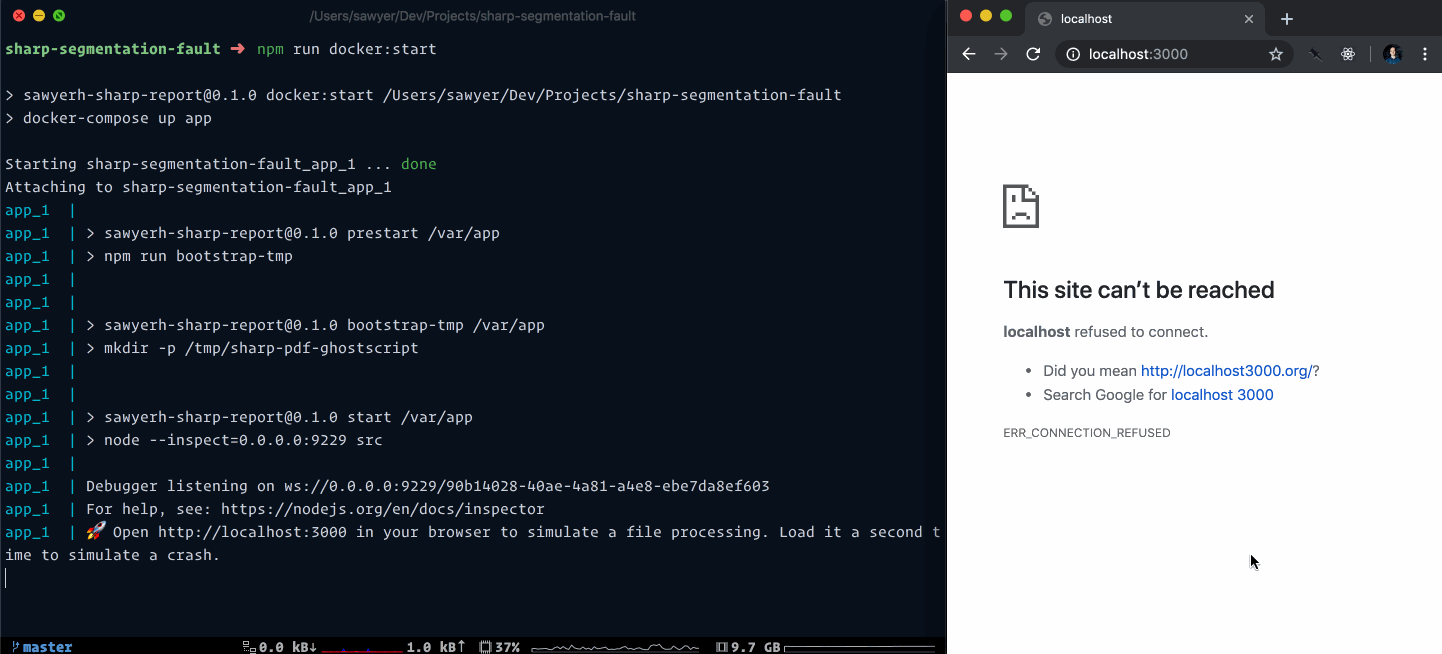 /Users/sawyer/Dev/Projects/sharp-segmentation-fault
sharp-segmentation-fault ➜ npm run docker:start
> sawyerh-sharp-report@0.1.0 docker:start /Users/sawyer/Dev/Projects/sharp-segmentation-fault
> docker-compose up app
Starting sharp-segmentation-fault_app_1 ... done
Attaching to sharp-segmentation-fault_app_1
app_1 |
app_1 | > sawyerh-sharp-report@0.1.0 prestart /var/app
app_1 | > npm run bootstrap-tmp
app_1 |
app_1 |
app_1 | > sawyerh-sharp-report@0.1.0 bootstrap-tmp /var/app
app_1 | > mkdir -p /tmp/sharp-pdf-ghostscript
app_1 |
app_1 |
app_1 | > sawyerh-sharp-report@0.1.0 start /var/app
app_1 | > node --inspect=0.0.0.0:9229 src
app_1 |
app_1 | Debugger listening on ws://0.0.0.0:9229/90b14028-40ae-4a81-a4e8-ebe7da8ef603
app_1 | For help, see: https://nodejs.org/en/docs/inspector
app_1 | 🚀 Open http://localhost:3000 in your browser to simulate a file processing. Load it a second t
ime to simulate a crash.
master 0.0 kB↓ 1.0 kB↑ 37% 9.7 GB
localhost
localhost:3000
This site can’t be reached
localhost refused to connect.
• Did you mean http://localhost3000.org/?
• Search Google for localhost 3000
ERR_CONNECTION_REFUSED